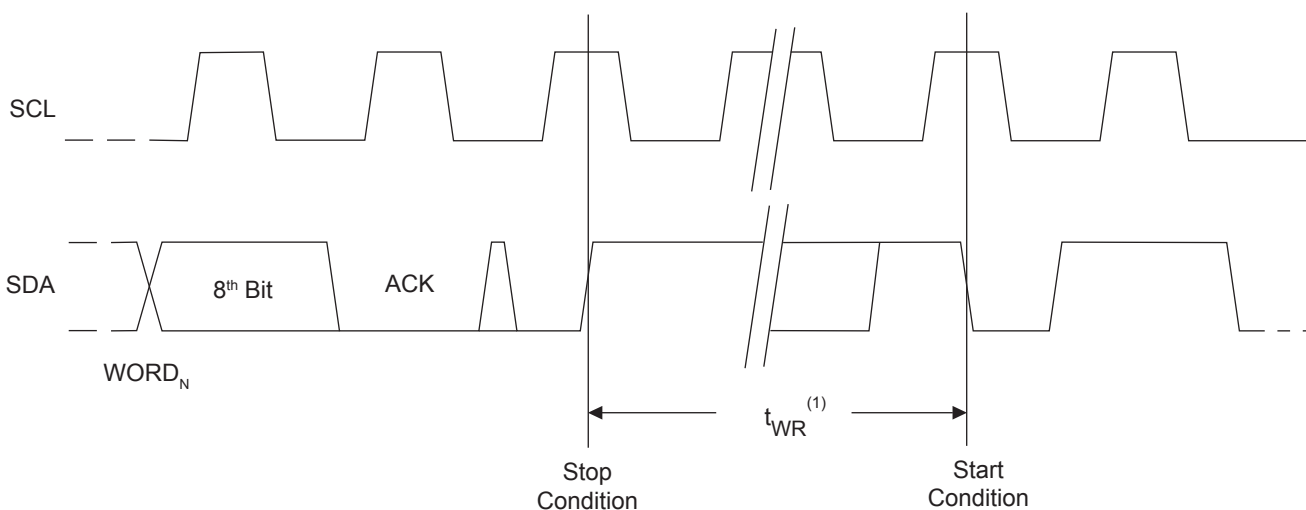 SCL
SDA
8th Bit
ACK
WORDN
tWR(1)
Stop
Condition
Start
Condition